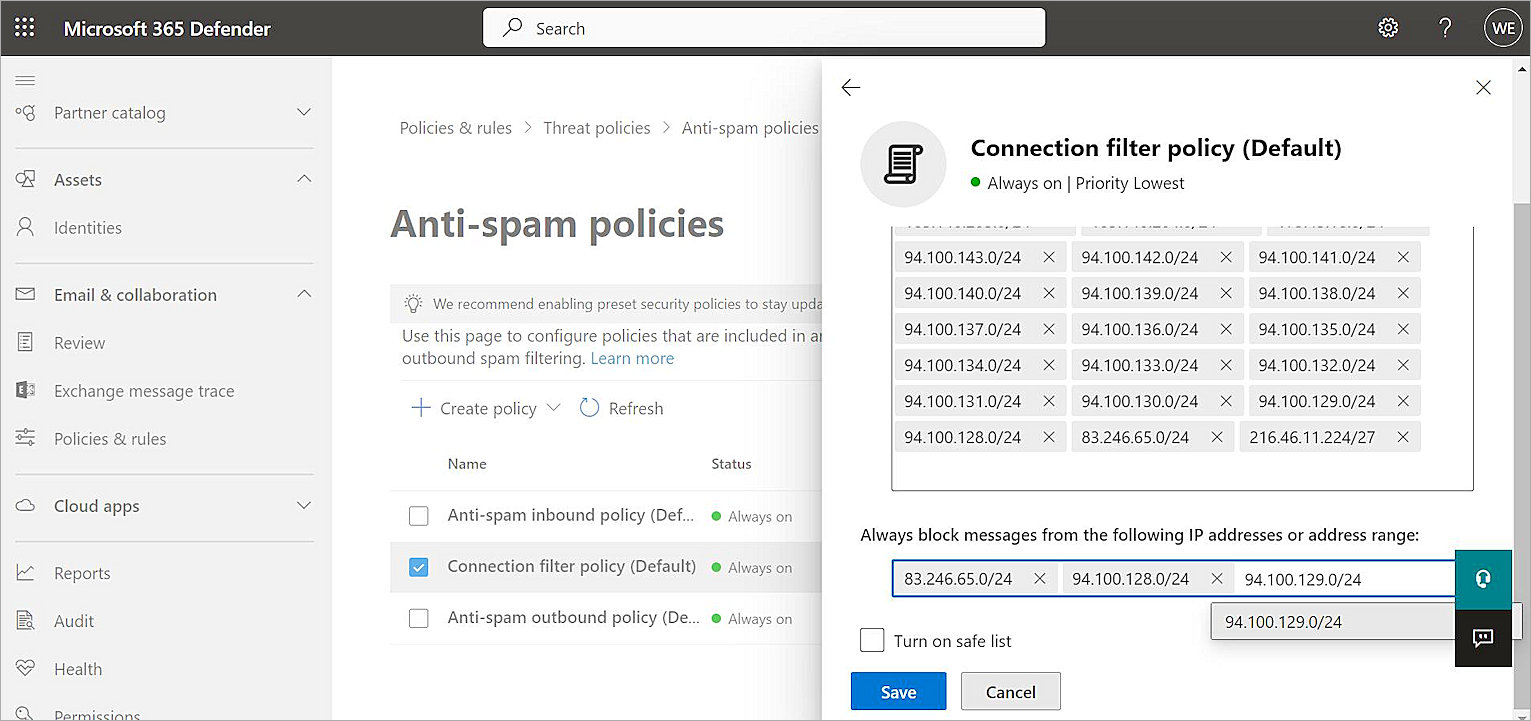 Microsoft 365 Defender
Search
WE
Partner catalog
Assets
Identities
Email & collaboration
Review
Exchange message trace
Policies & rules
Cloud apps
Reports
Audit
Health
Permissions
Policies & rules > Threat policies > Anti-spam policies
Anti-spam policies
We recommend enabling preset security policies to stay upda
Use this page to configure policies that are included in
outbound spam filtering. Learn more
Create policy Refresh
Name Status
Anti-spam inbound policy (Def... Always on
Connection filter policy (Default) Always on
Anti-spam outbound policy (De... Always on
Connection filter policy (Default)
Always on | Priority Lowest
94.100.143.0/24 94.100.142.0/24 94.100.141.0/24
94.100.140.0/24 94.100.139.0/24 94.100.138.0/24
94.100.137.0/24 94.100.136.0/24 94.100.135.0/24
94.100.134.0/24 94.100.133.0/24 94.100.132.0/24
94.100.131.0/24 94.100.130.0/24 94.100.129.0/24
94.100.128.0/24 83.246.65.0/24 216.46.11.224/27
Always block messages from the following IP addresses or address range:
83.246.65.0/24 94.100.128.0/24 94.100.129.0/24
94.100.129.0/24
Turn on safe list
Save Cancel